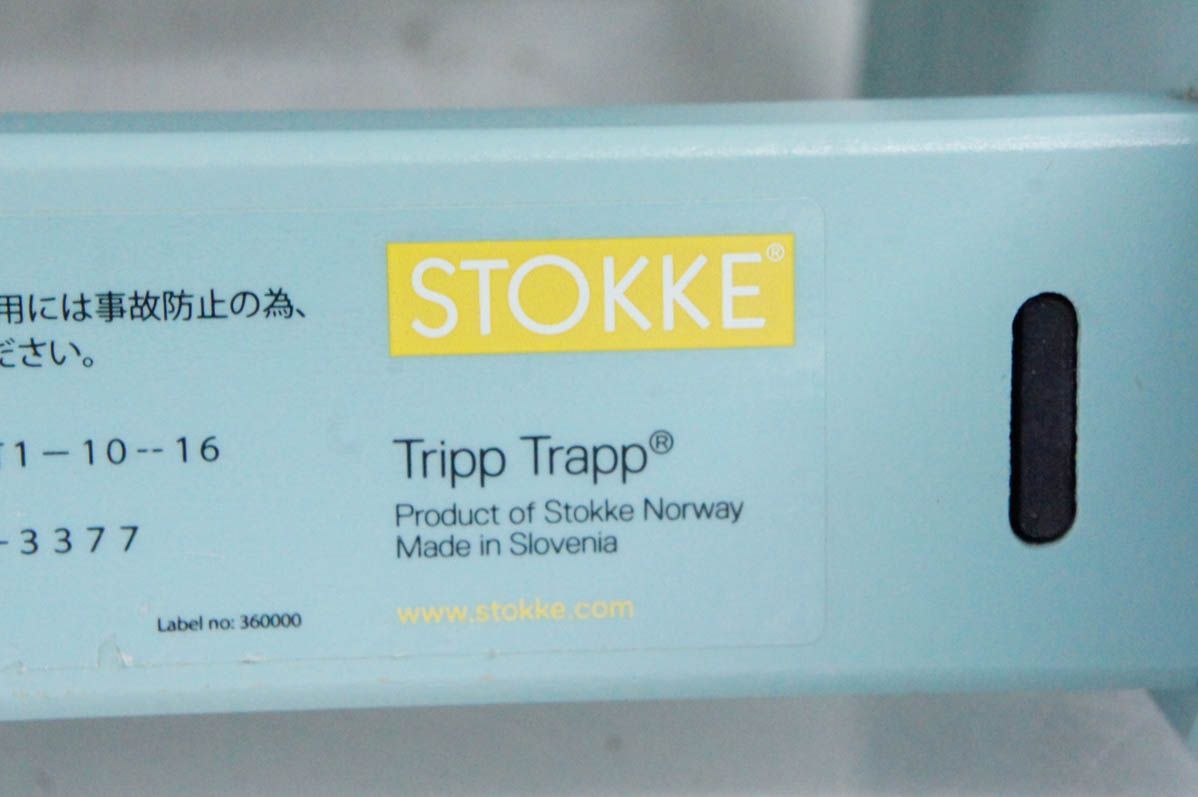 用には事故防止の為、
ださい。
1－10--16
-3377
Label no: 360000
STOKKE®
Tripp Trapp®
Product of Stokke Norway
Made in Slovenia
www.stokke.com